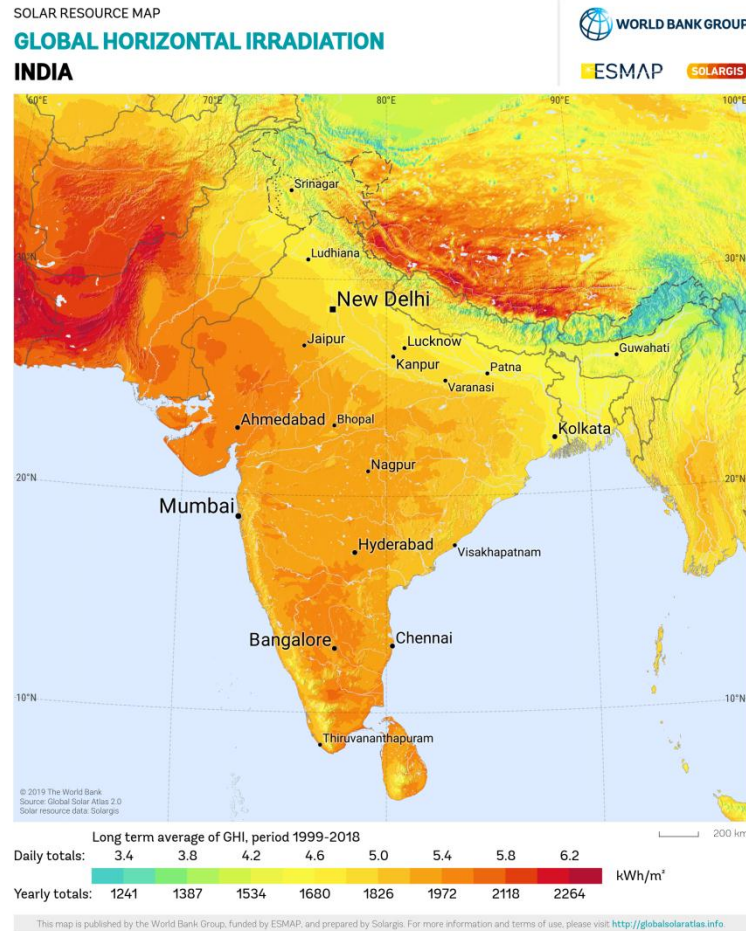 SOLAR RESOURCE MAP
GLOBAL HORIZONTAL IRRADIATION
INDIA
WORLD BANK GROUP
ESMAP
SOLARGIS
60°E 70°E 80°E 90°E 100°E
Srinagar
30°N 30°N
Ludhiana
New Delhi
Jaipur
Lucknow
Guwahati
Kanpur
Patna
Varanasi
Ahmedabad
Bhopal
Kolkata
Nagpur
20°N 20°N
Mumbai
Hyderabad
Visakhapatnam
Bangalore
Chennai
10°N 10°N
Thiruvananthapuram
© 2019 The World Bank
Source: Global Solar Atlas 2.0
Solar resource data: Solargis
Long term average of GHI, period 1999-2018
200 km
Daily totals: 3.4 3.8 4.2 4.6 5.0 5.4 5.8 6.2
kWh/m²
Yearly totals: 1241 1387 1534 1680 1826 1972 2118 2264
This map is published by the World Bank Group, funded by ESMAP, and prepared by Solargis. For more information and terms of use, please visit http://globalsolaratlas.info.